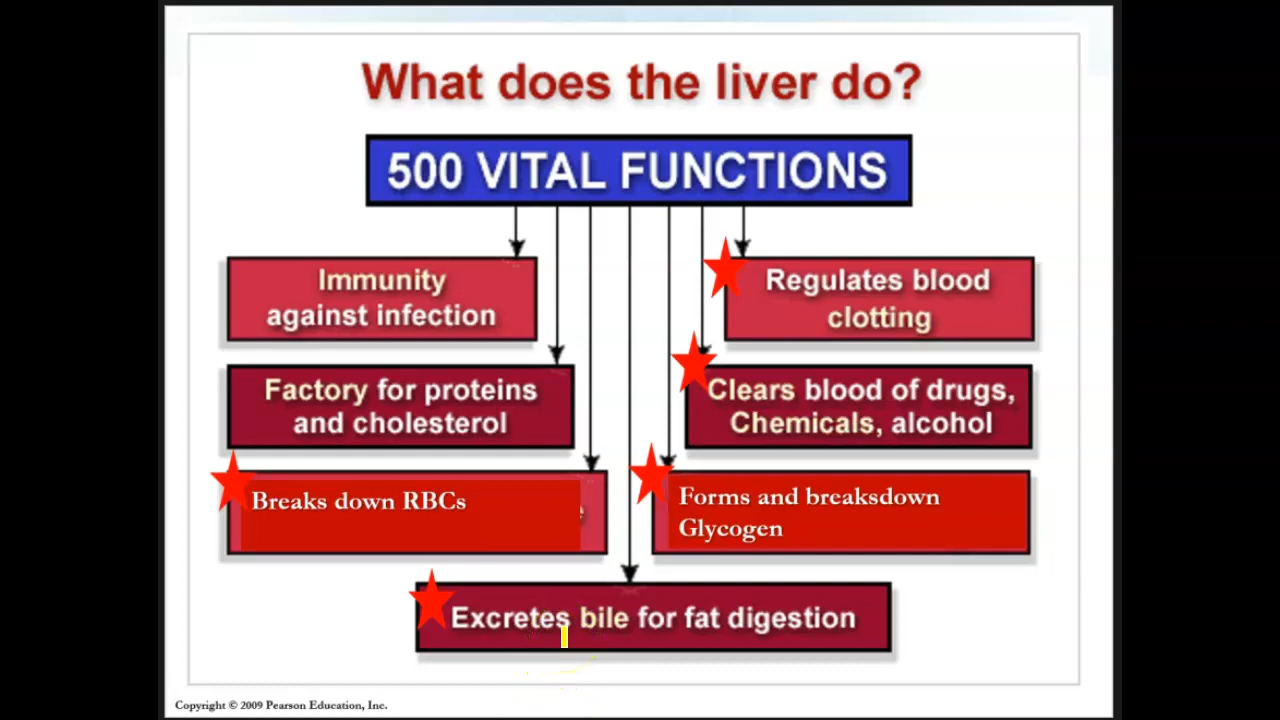 What does the liver do?
500 VITAL FUNCTIONS
Immunity
against infection
Regulates blood
clotting
Factory for proteins
and cholesterol
Clears blood of drugs,
Chemicals, alcohol
Breaks down RBCs
Forms and breaksdown
Glycogen
Excretes bile for fat digestion
Copyright © 2009 Pearson Education, Inc.